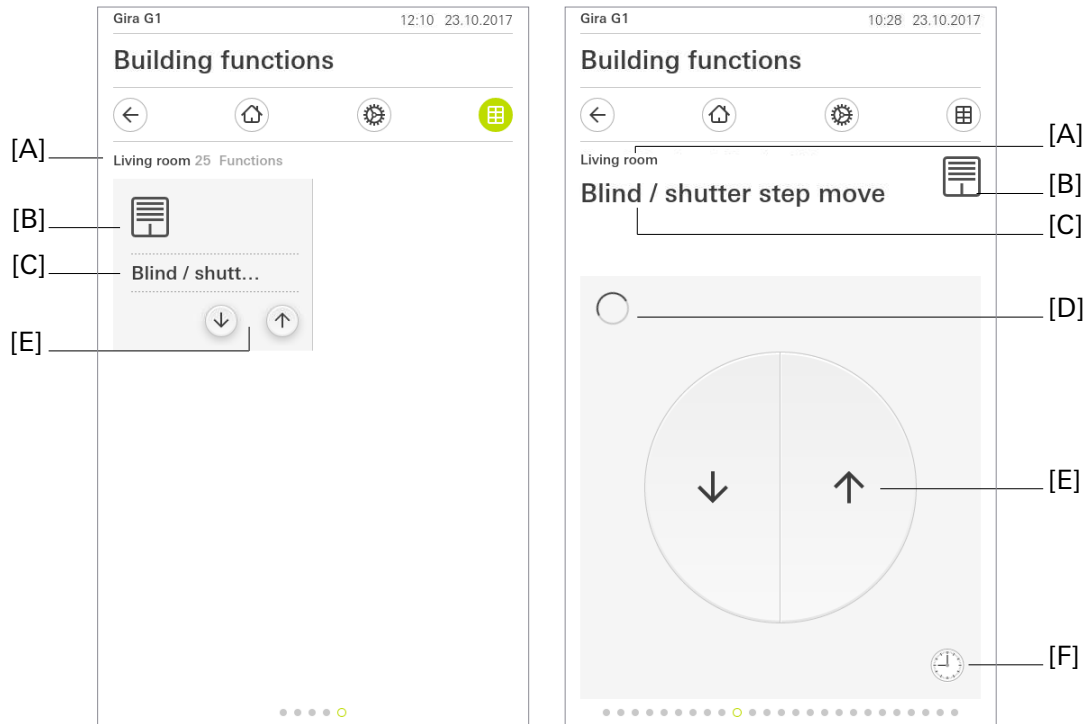 Gira G1 12:10 23.10.2017
Building functions
[A]
Living room 25 Functions
[B]
[C]
Blind / shutt...
[E]
Gira G1 10:28 23.10.2017
Building functions
[A]
Living room
Blind / shutter step move
[B]
[C]
[D]
[E]
[F]